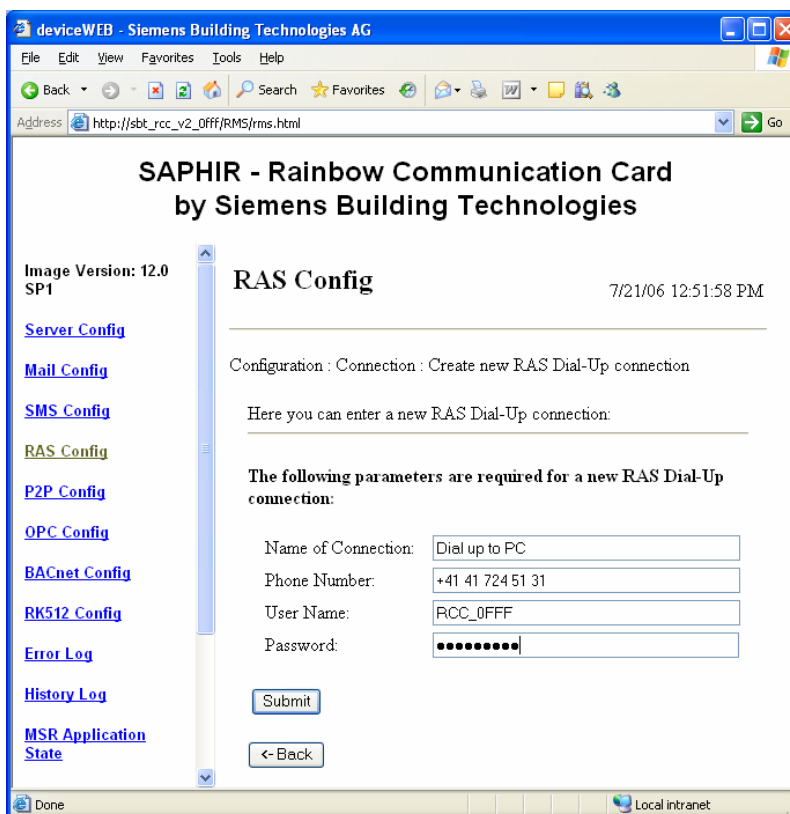 deviceWEB - Siemens Building Technologies AG
File Edit View Favorites Tools Help
Back Search Favorites
Address http://sbt_rcc_v2_0fff/RMS/rms.html Go
SAPHIR - Rainbow Communication Card
by Siemens Building Technologies
Image Version: 12.0
SP1
Server Config
Mail Config
SMS Config
RAS Config
P2P Config
OPC Config
BACnet Config
RK512 Config
Error Log
History Log
MSR Application
State
RAS Config
7/21/06 12:51:58 PM
Configuration : Connection : Create new RAS Dial-Up connection
Here you can enter a new RAS Dial-Up connection:
The following parameters are required for a new RAS Dial-Up
connection:
Name of Connection: Dial up to PC
Phone Number: +41 41 724 51 31
User Name: RCC_0FFF
Password: ●●●●●●●●●
Submit
<- Back
Done Local intranet